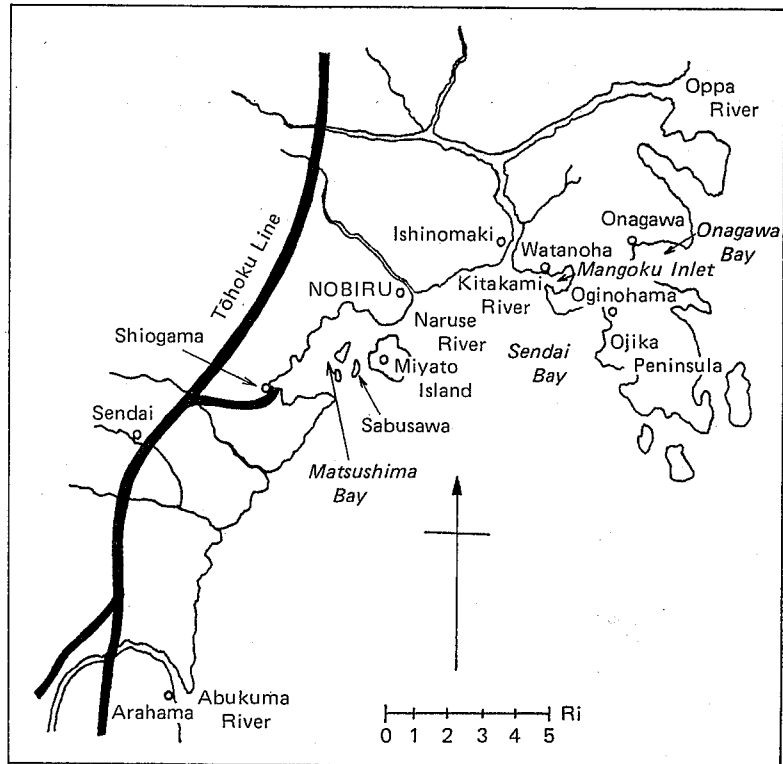 Oppa
River
Tōhoku Line
Ishinomaki
Onagawa
Onagawa
Bay
Watanoha
Mangoku Inlet
NOBIRU
Kitakami
River
Oginohama
Naruse
River
Shiogama
Sendai
Bay
Ojika
Peninsula
Miyato
Island
Sendai
Sabusawa
Matsushima
Bay
Arahama
Abukuma
River
Ri
0 1 2 3 4 5